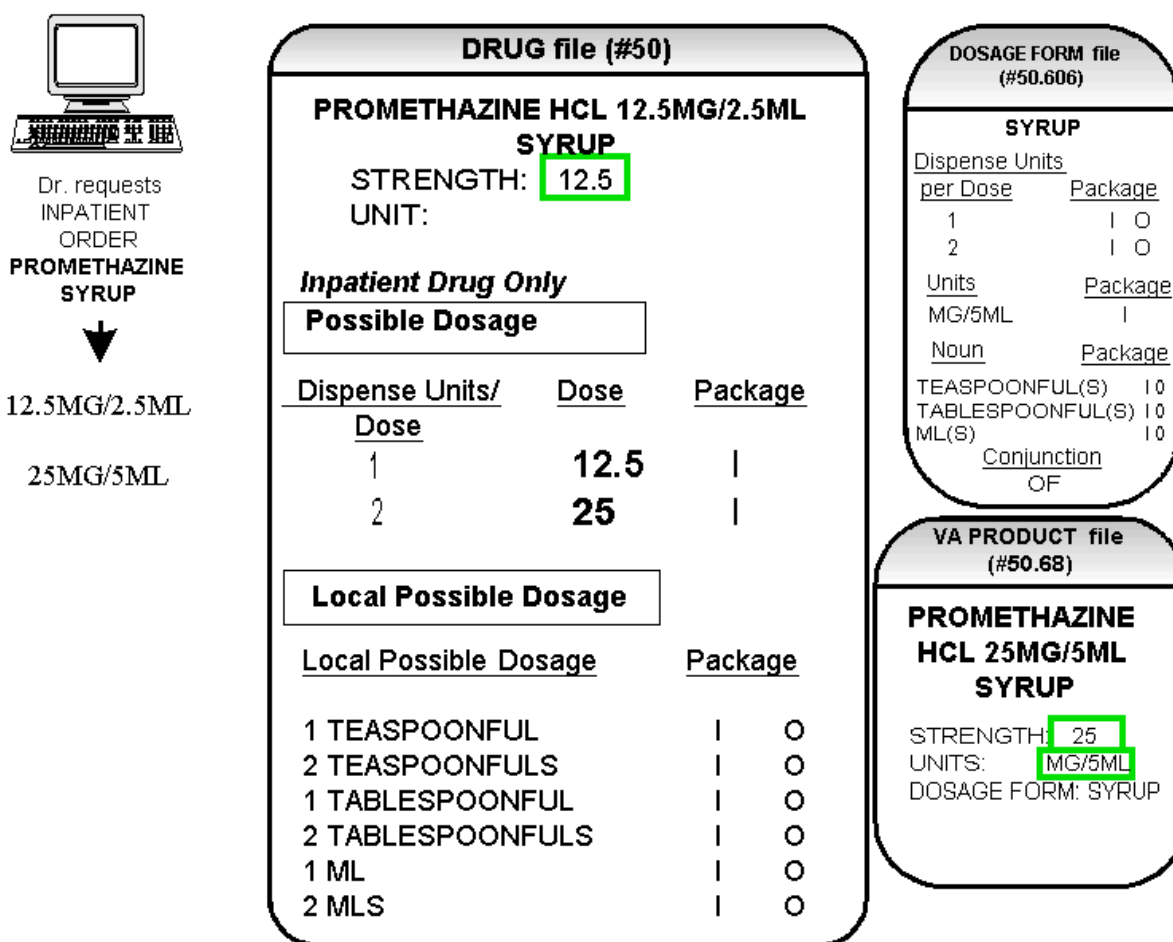 Dr. requests
INPATIENT
ORDER
PROMETHAZINE
SYRUP
12.5MG/2.5ML
25MG/5ML
DRUG file (#50)
PROMETHAZINE HCL 12.5MG/2.5ML
SYRUP
STRENGTH: 12.5
UNIT:
Inpatient Drug Only
Possible Dosage
Dispense Units/ Dose Package
Dose
1 12.5 I
2 25 I
Local Possible Dosage
Local Possible Dosage Package
1 TEASPOONFUL I O
2 TEASPOONFULS I O
1 TABLESPOONFUL I O
2 TABLESPOONFULS I O
1 ML I O
2 MLS I O
DOSAGE FORM file
(#50.606)
SYRUP
Dispense Units
per Dose Package
1 I O
2 I O
Units Package
MG/5ML I
Noun Package
TEASPOONFUL(S) I 0
TABLESPOONFUL(S) I 0
ML(S) I 0
Conjunction
OF
VA PRODUCT file
(#50.68)
PROMETHAZINE
HCL 25MG/5ML
SYRUP
STRENGTH: 25
UNITS: MG/5ML
DOSAGE FORM: SYRUP